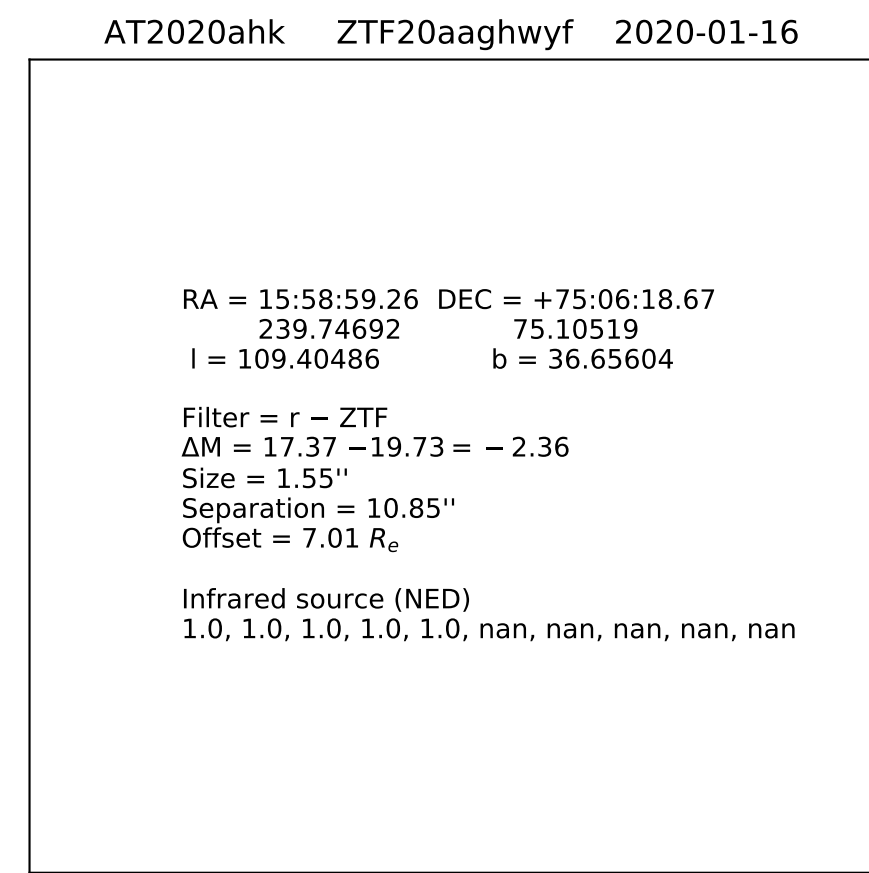 AT2020ahk ZTF20aaghwyf 2020-01-16
RA = 15:58:59.26 DEC = +75:06:18.67
239.74692 75.10519
l = 109.40486 b = 36.65604
Filter = r − ZTF
ΔM = 17.37 −19.73 = − 2.36
Size = 1.55''
Separation = 10.85''
Offset = 7.01 Rₑ
Infrared source (NED)
1.0, 1.0, 1.0, 1.0, 1.0, nan, nan, nan, nan, nan